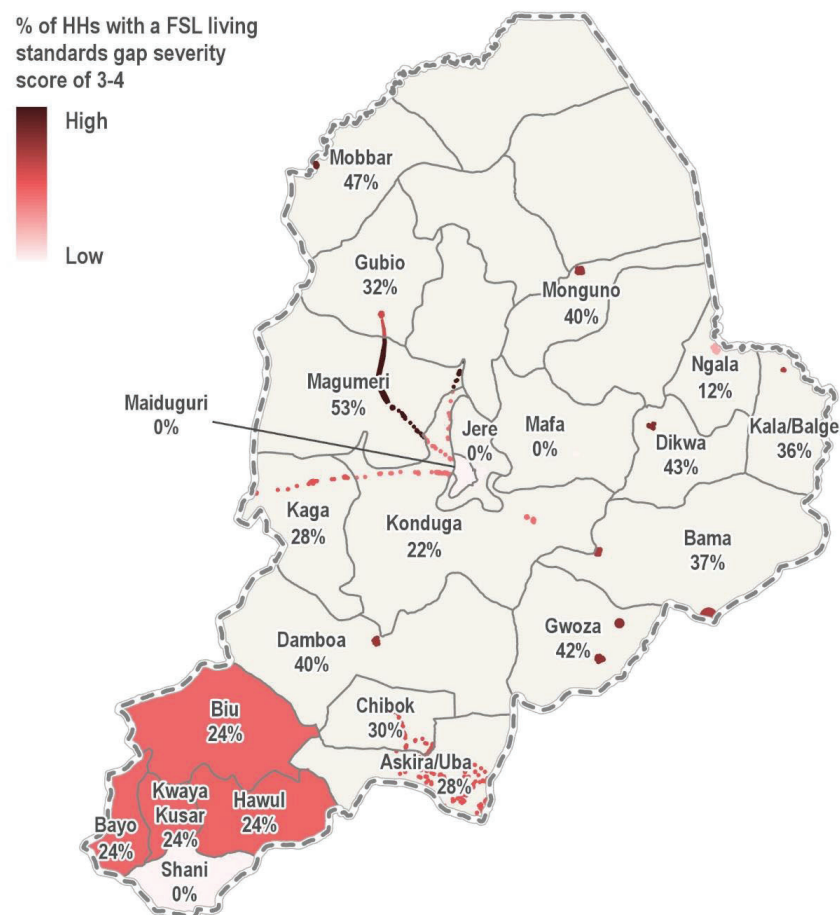 % of HHs with a FSL living
standards gap severity
score of 3-4
High
Low
Mobbar
47%
Gubio
32%
Monguno
40%
Magumeri
53%
Ngala
12%
Maiduguri
0%
Jere
0%
Mafa
0%
Dikwa
43%
Kala/Balge
36%
Kaga
28%
Konduga
22%
Bama
37%
Damboa
40%
Gwoza
42%
Chibok
30%
Biu
24%
Askira/Uba
28%
Kwaya
Kusar
24%
Hawul
24%
Bayo
24%
Shani
0%